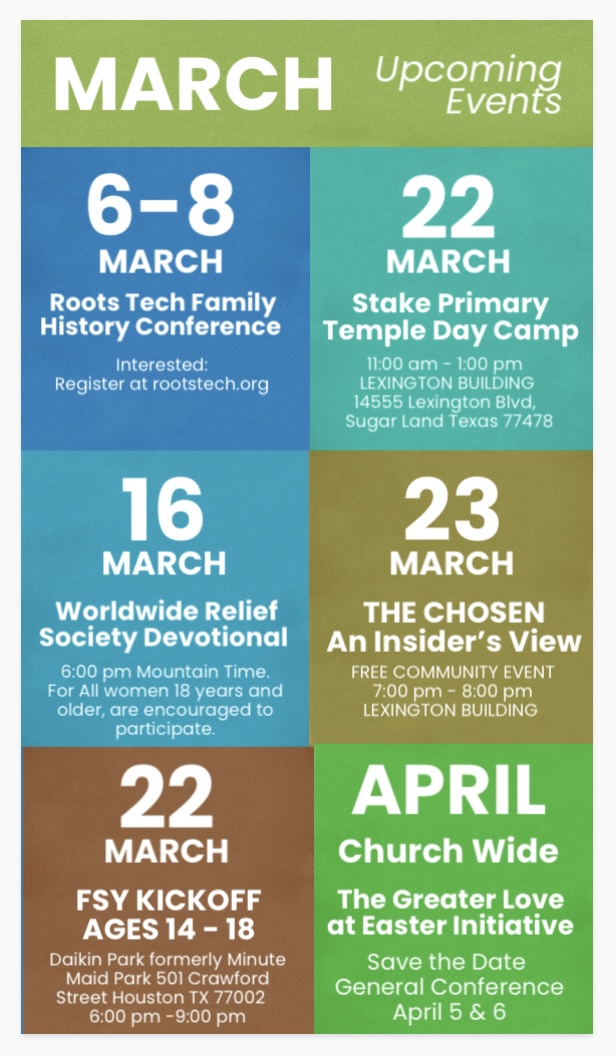 MARCH
Upcoming
Events
6-8
MARCH
Roots Tech Family
History Conference
Interested:
Register at rootstech.org
22
MARCH
Stake Primary
Temple Day Camp
11:00 am - 1:00 pm
LEXINGTON BUILDING
14555 Lexington Blvd,
Sugar Land Texas 77478
16
MARCH
Worldwide Relief
Society Devotional
6:00 pm Mountain Time.
For All women 18 years and
older, are encouraged to
participate.
23
MARCH
THE CHOSEN
An Insider's View
FREE COMMUNITY EVENT
7:00 pm - 8:00 pm
LEXINGTON BUILDING
22
MARCH
FSY KICKOFF
AGES 14 - 18
Daikin Park formerly Minute
Maid Park 501 Crawford
Street Houston TX 77002
6:00 pm -9:00 pm
APRIL
Church Wide
The Greater Love
at Easter Initiative
Save the Date
General Conference
April 5 & 6